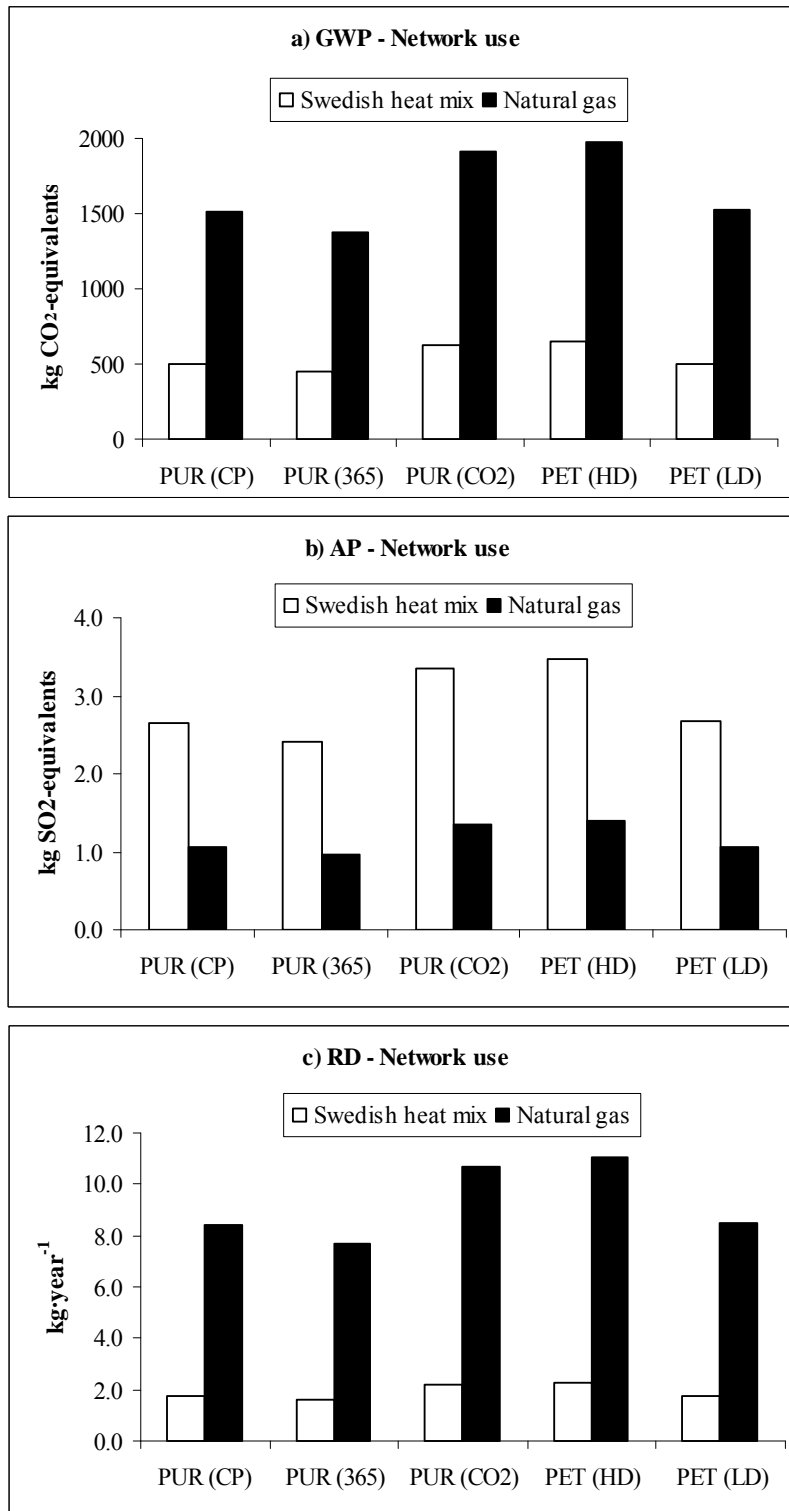 a) GWP - Network use
Swedish heat mix Natural gas
kg CO2-equivalents
2000
1500
1000
500
0
PUR (CP) PUR (365) PUR (CO2) PET (HD) PET (LD)
b) AP - Network use
Swedish heat mix Natural gas
kg SO2-equivalents
4.0
3.0
2.0
1.0
0.0
PUR (CP) PUR (365) PUR (CO2) PET (HD) PET (LD)
c) RD - Network use
Swedish heat mix Natural gas
kg·year-1
12.0
10.0
8.0
6.0
4.0
2.0
0.0
PUR (CP) PUR (365) PUR (CO2) PET (HD) PET (LD)